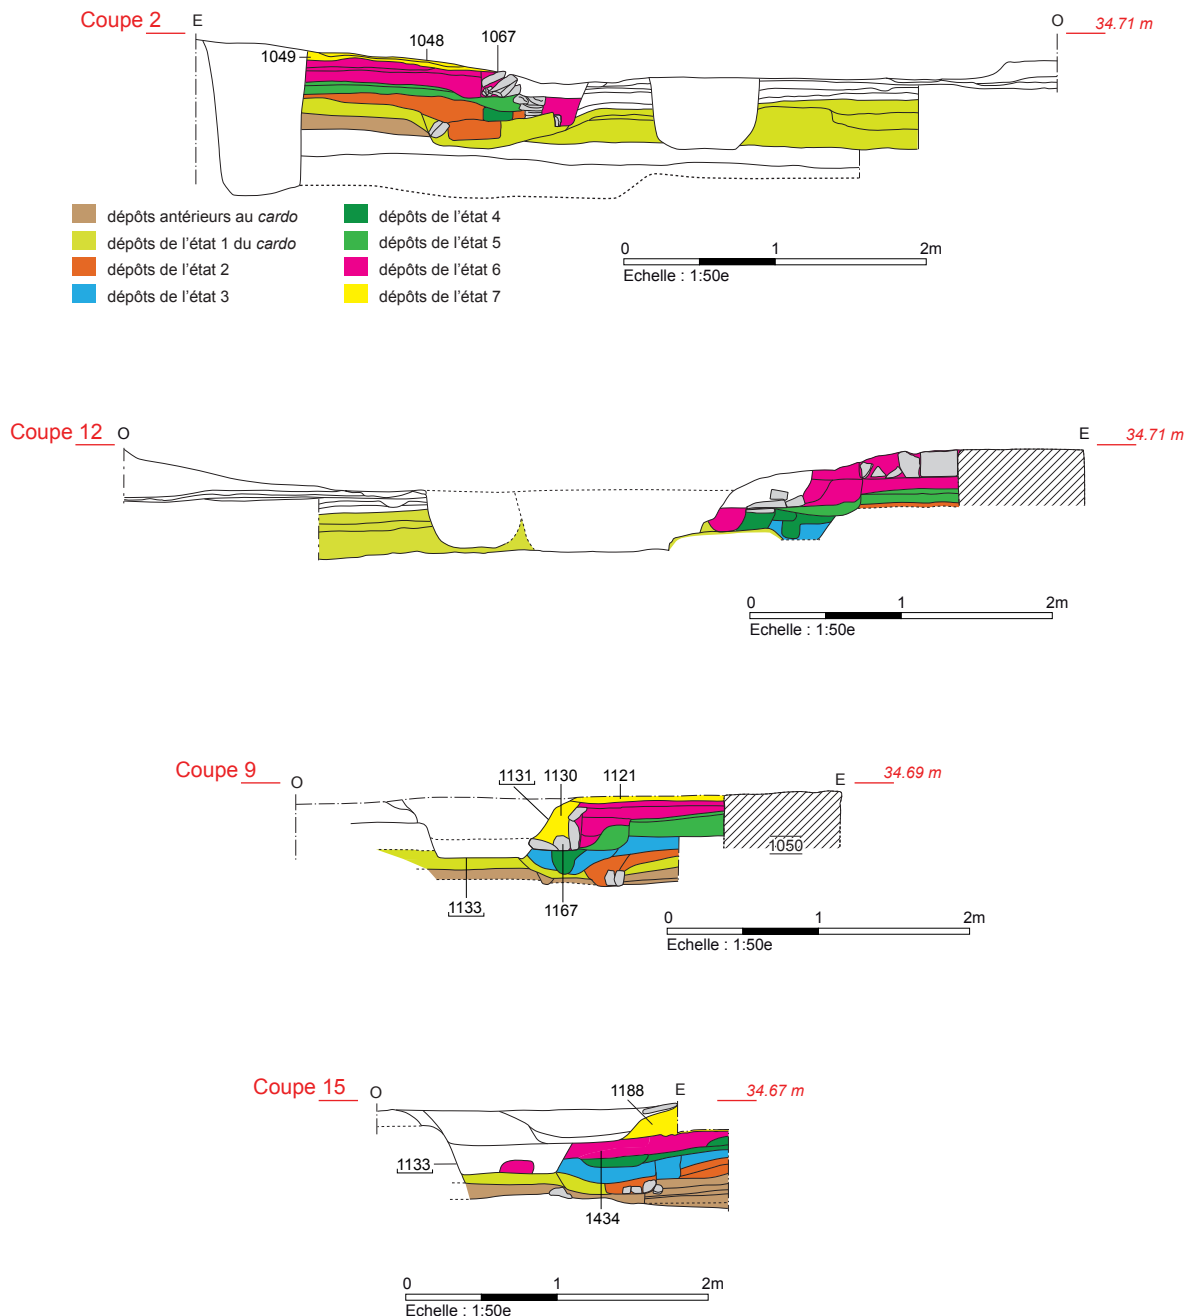 Coupe 2
E
O
34.71 m
1049
1048
1067
dépôts antérieurs au cardo
dépôts de l'état 1 du cardo
dépôts de l'état 2
dépôts de l'état 3
dépôts de l'état 4
dépôts de l'état 5
dépôts de l'état 6
dépôts de l'état 7
0 1 2m
Echelle : 1:50e
Coupe 12
O
E
34.71 m
0 1 2m
Echelle : 1:50e
Coupe 9
O
1131
1130
1121
E
34.69 m
1050
1133
1167
0 1 2m
Echelle : 1:50e
Coupe 15
O
1188
E
34.67 m
1133
1434
0 1 2m
Echelle : 1:50e